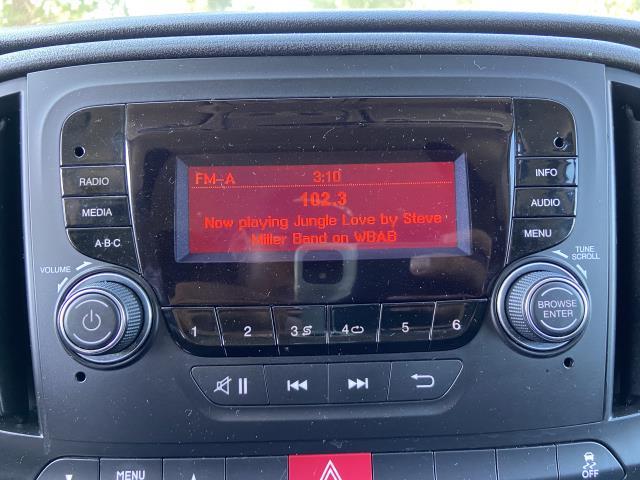 FM-A 3:10
102.3
Now playing Jungle Love by Steve
Miller Band on WBAB
RADIO
MEDIA
A-B-C
INFO
AUDIO
MENU
VOLUME
TUNE
SCROLL
BROWSE
ENTER
1 2 3 4 5 6
MENU
OFF